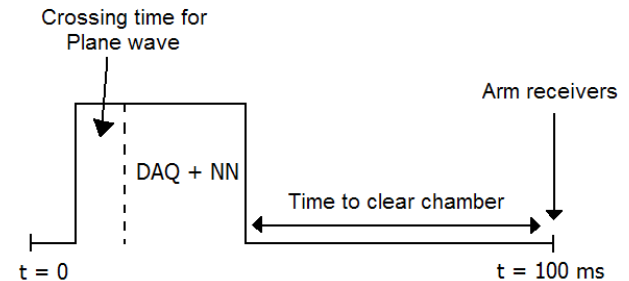 Crossing time for
Plane wave
Arm receivers
DAQ + NN
Time to clear chamber
t = 0
t = 100 ms